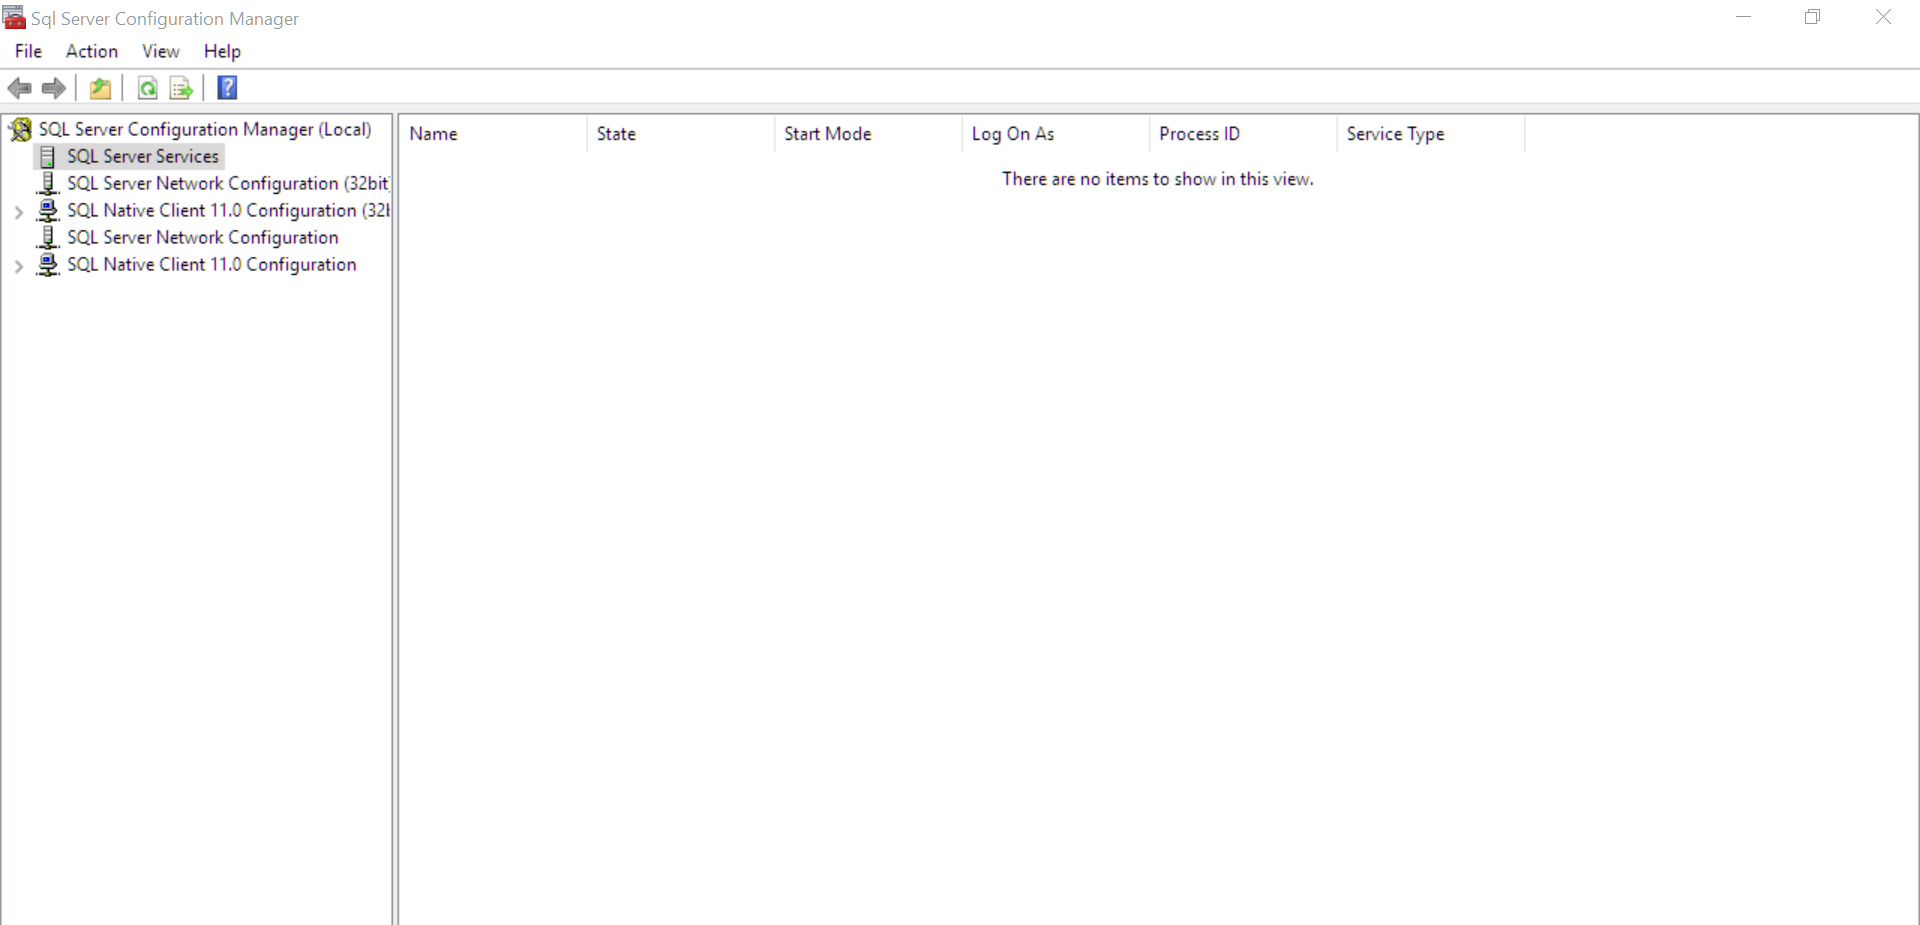 Sql Server Configuration Manager
File Action View Help
SQL Server Configuration Manager (Local)
SQL Server Services
SQL Server Network Configuration (32bit)
SQL Native Client 11.0 Configuration (32
SQL Server Network Configuration
SQL Native Client 11.0 Configuration
Name State Start Mode Log On As Process ID Service Type
There are no items to show in this view.